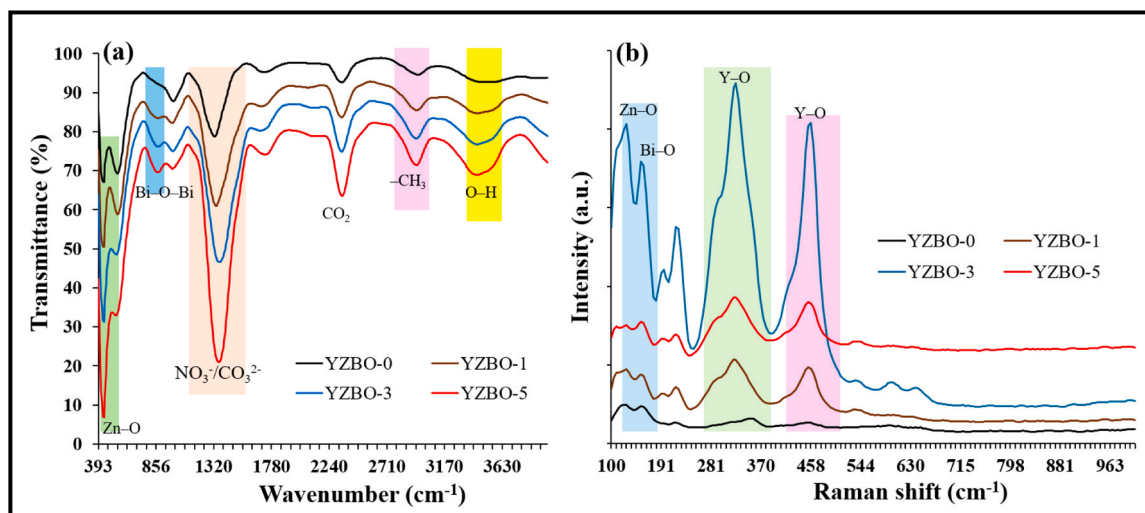 (a)
100
90
80
70
60
50
40
30
20
10
0
Transmittance (%)
Bi–O–Bi
CO2
–CH3
O–H
NO3-/CO32-
Zn–O
YZBO-0 YZBO-1
YZBO-3 YZBO-5
393 856 1320 1780 2240 2710 3170 3630
Wavenumber (cm-1)
(b)
Intensity (a.u.)
Zn–O
Bi–O
Y–O
Y–O
YZBO-0 YZBO-1
YZBO-3 YZBO-5
100 191 281 370 458 544 630 715 798 881 963
Raman shift (cm-1)